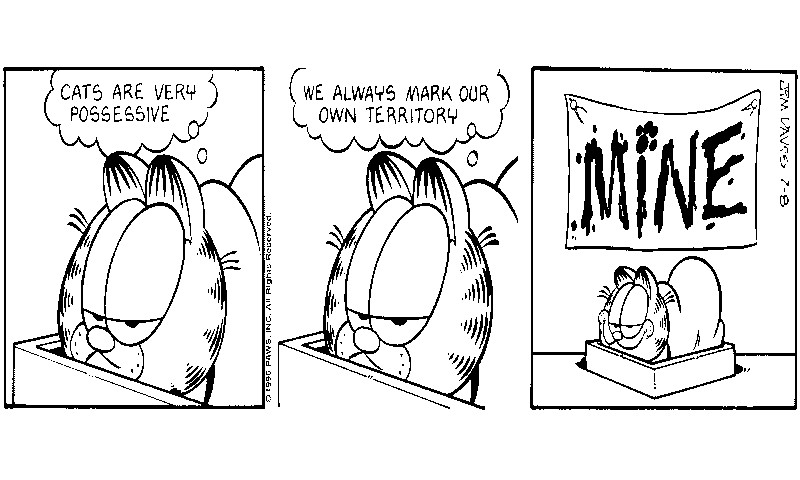 CATS ARE VERY
POSSESSIVE
© 1996 PAWS, INC. All Rights Reserved.
WE ALWAYS MARK OUR
OWN TERRITORY
MINE
JIM DAVIS 7-8